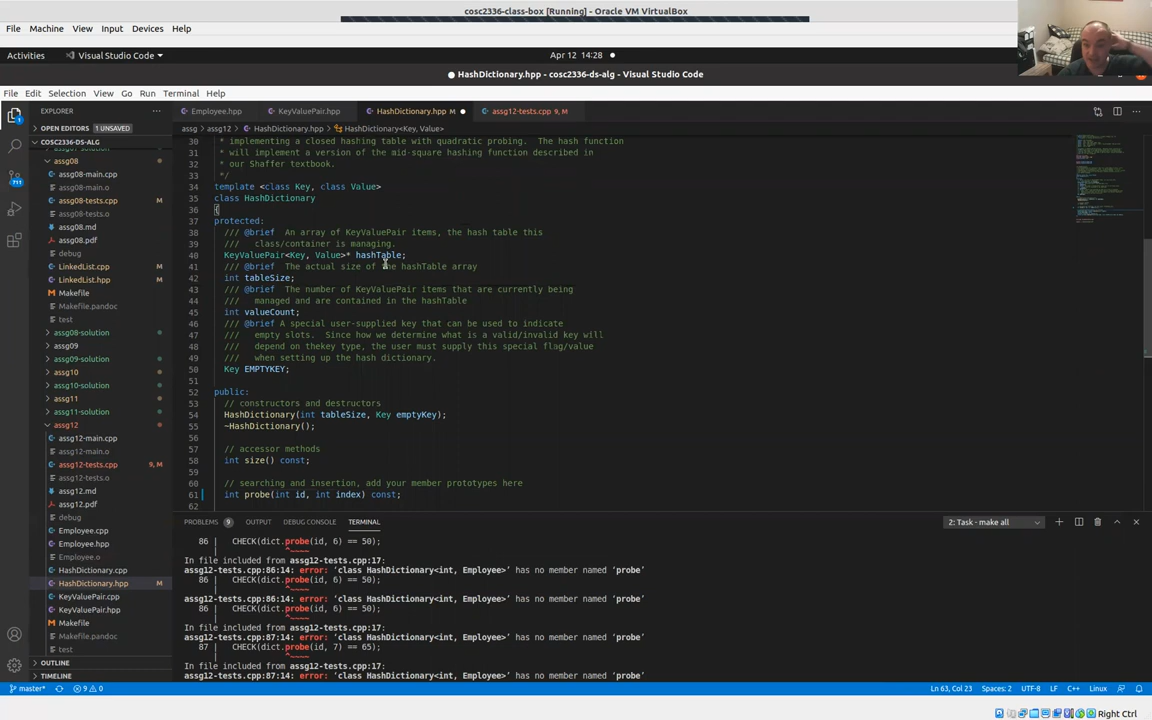 cosc2336-class-box [Running] - Oracle VM VirtualBox
File Machine View Input Devices Help
Activities Visual Studio Code Apr 12 14:28
● HashDictionary.hpp - cosc2336-ds-alg - Visual Studio Code
File Edit Selection View Go Run Terminal Help
EXPLORER ··· Employee.hpp KeyValuePair.hpp HashDictionary.hpp M ● assg12-tests.cpp 9, M
OPEN EDITORS 1 UNSAVED
assg > assg12 > HashDictionary.hpp > HashDictionary<Key, Value>
COSC2336-DS-ALG
assg08
assg08-main.cpp
assg08-main.o
assg08-tests.cpp M
assg08-tests.o
assg08.md
assg08.pdf
debug
LinkedList.cpp M
LinkedList.hpp M
Makefile
Makefile.pandoc
test
assg08-solution
assg09
assg09-solution
assg10
assg10-solution
assg11
assg11-solution
assg12
assg12-main.cpp
assg12-main.o
assg12-tests.cpp 9, M
assg12-tests.o
assg12.md
assg12.pdf
debug
Employee.cpp
Employee.hpp
Employee.o
HashDictionary.cpp
HashDictionary.hpp M
KeyValuePair.cpp
KeyValuePair.hpp
Makefile
Makefile.pandoc
test
OUTLINE
TIMELINE
711
30 * implementing a closed hashing table with quadratic probing. The hash function
31 * will implement a version of the mid-square hashing function described in
32 * our Shaffer textbook.
33 */
34 template <class Key, class Value>
35 class HashDictionary
36 {
37 protected:
38 /// @brief An array of KeyValuePair items, the hash table this
39 /// class/container is managing.
40 KeyValuePair<Key, Value>* hashTable;
41 /// @brief The actual size of the hashTable array
42 int tableSize;
43 /// @brief The number of KeyValuePair items that are currently being
44 /// managed and are contained in the hashTable
45 int valueCount;
46 /// @brief A special user-supplied key that can be used to indicate
47 /// empty slots. Since how we determine what is a valid/invalid key will
48 /// depend on thekey type, the user must supply this special flag/value
49 /// when setting up the hash dictionary.
50 Key EMPTYKEY;
51
52 public:
53 // constructors and destructors
54 HashDictionary(int tableSize, Key emptyKey);
55 ~HashDictionary();
56
57 // accessor methods
58 int size() const;
59
60 // searching and insertion, add your member prototypes here
61 int probe(int id, int index) const;
62
PROBLEMS 9 OUTPUT DEBUG CONSOLE TERMINAL 2: Task - make all
86 | CHECK(dict.probe(id, 6) == 50);
| ^~~~~
In file included from assg12-tests.cpp:17:
assg12-tests.cpp:86:14: error: ‘class HashDictionary<int, Employee>’ has no member named ‘probe’
86 | CHECK(dict.probe(id, 6) == 50);
| ^~~~~
assg12-tests.cpp:86:14: error: ‘class HashDictionary<int, Employee>’ has no member named ‘probe’
86 | CHECK(dict.probe(id, 6) == 50);
| ^~~~~
In file included from assg12-tests.cpp:17:
assg12-tests.cpp:87:14: error: ‘class HashDictionary<int, Employee>’ has no member named ‘probe’
87 | CHECK(dict.probe(id, 7) == 65);
| ^~~~~
In file included from assg12-tests.cpp:17:
assg12-tests.cpp:87:14: error: ‘class HashDictionary<int, Employee>’ has no member named ‘probe’
master* 9 0 Ln 63, Col 23 Spaces: 2 UTF-8 LF C++ Linux
Right Ctrl